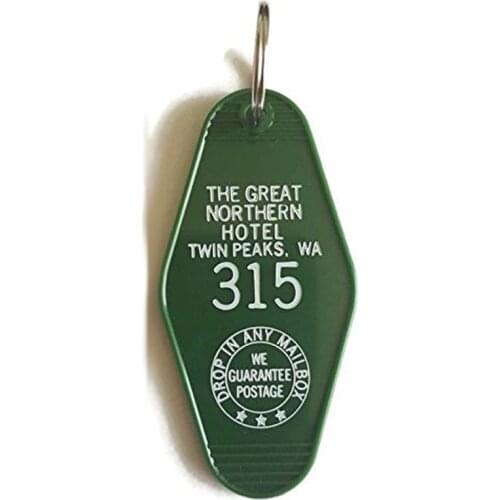 THE GREAT
NORTHERN
HOTEL
TWIN PEAKS, WA
315
DROP IN ANY MAILBOX
WE
GUARANTEE
POSTAGE